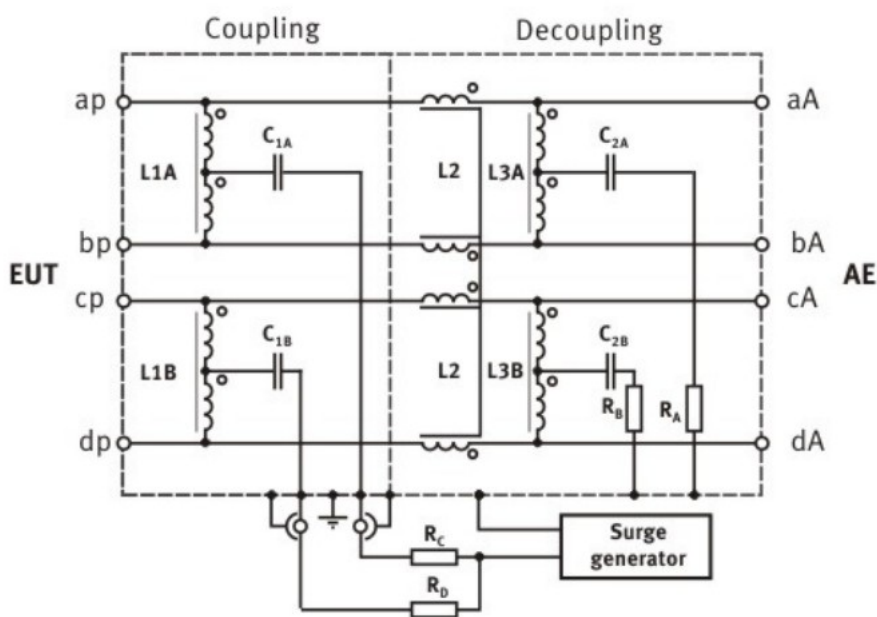 Coupling Decoupling
ap aA
C1A C2A
L1A L2 L3A
bp bA
EUT AE
cp cA
C1B C2B
L1B L2 L3B
RB RA
dp dA
RC
Surge
generator
RD